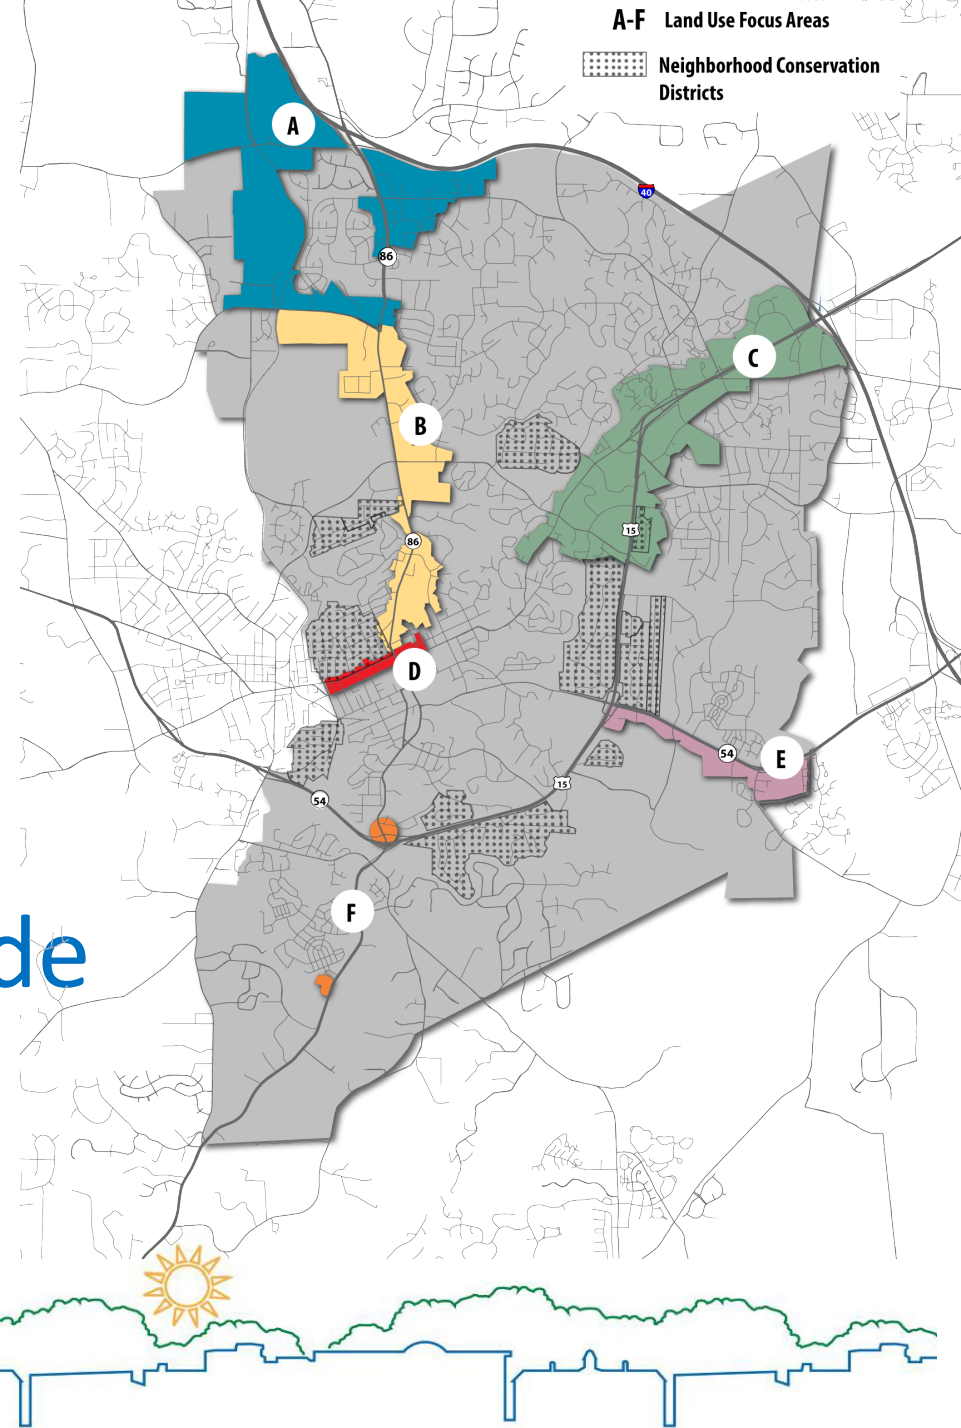 A-F Land Use Focus Areas
Neighborhood Conservation
Districts
A
40
86
C
B
15
86
D
54
E
15
54
F
de